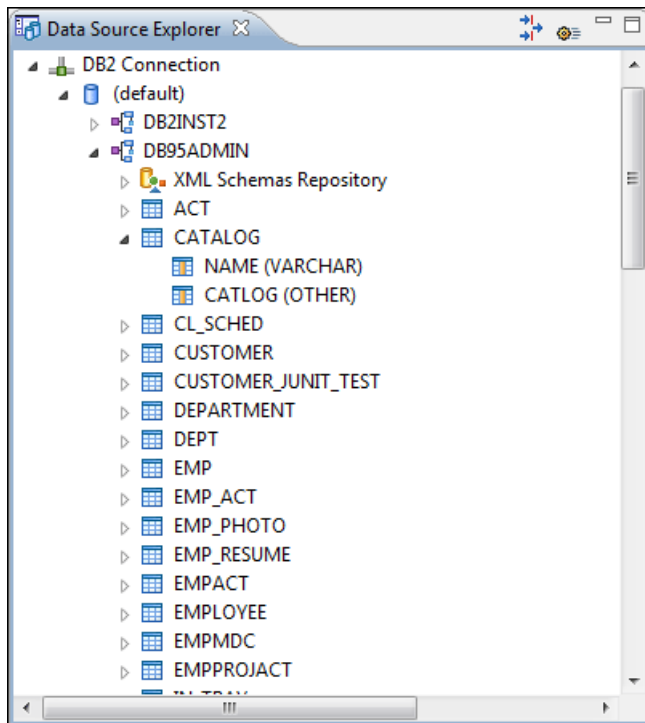 Data Source Explorer
DB2 Connection
(default)
DB2INST2
DB95ADMIN
XML Schemas Repository
ACT
CATALOG
NAME (VARCHAR)
CATLOG (OTHER)
CL_SCHED
CUSTOMER
CUSTOMER_JUNIT_TEST
DEPARTMENT
DEPT
EMP
EMP_ACT
EMP_PHOTO
EMP_RESUME
EMPACT
EMPLOYEE
EMPMDC
EMPPROJACT